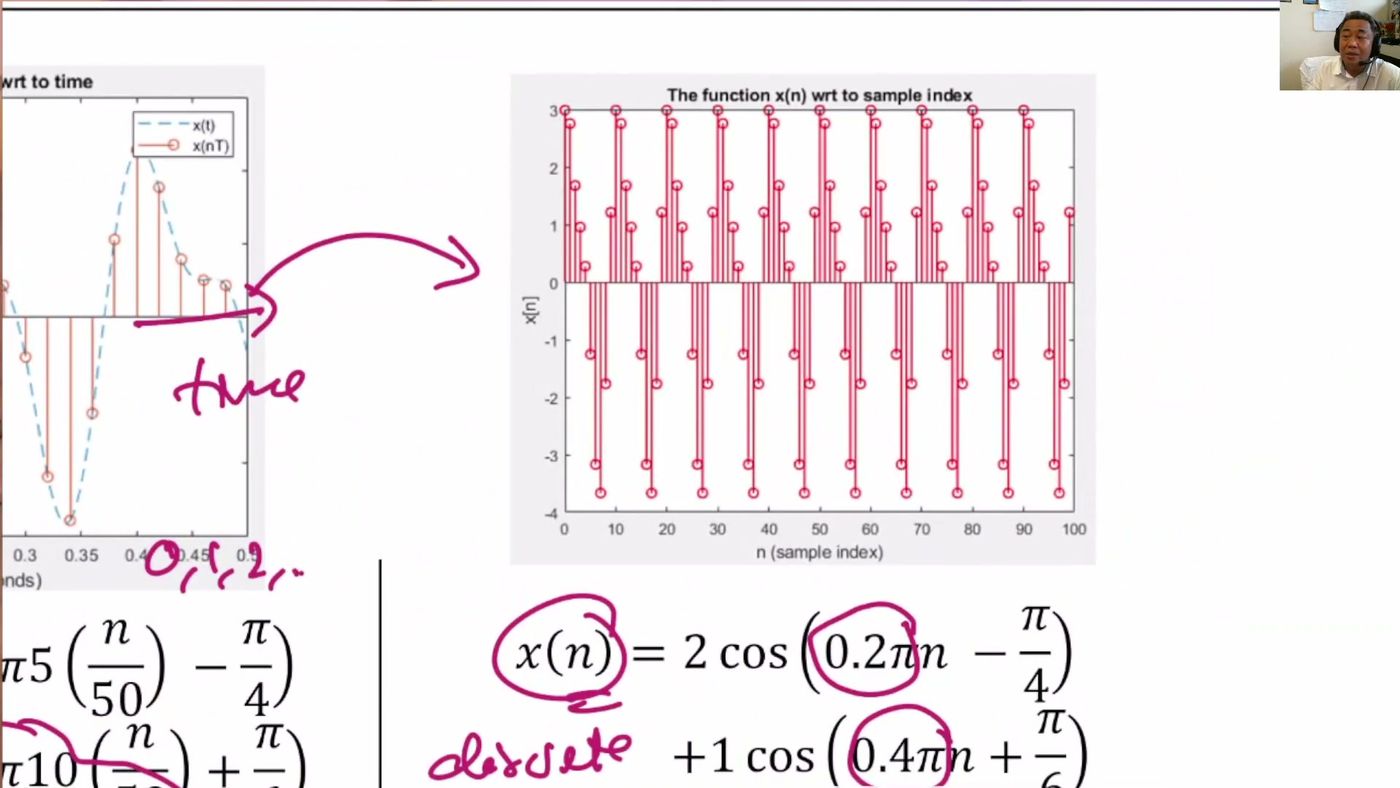 wrt to time
x(t)
x(nT)
0.3 0.35 0.4 0.45 0.5
time
0, 1, 2, ..
n
π5 ( 50 ) − π/4 )
π10 ( n ) + π )
The function x(n) wrt to sample index
3
2
1
0
-1
-2
-3
-4
x[n]
0 10 20 30 40 50 60 70 80 90 100
n (sample index)
x(n) = 2 cos (0.2πn − π/4)
discrete +1 cos (0.4πn + π/6)